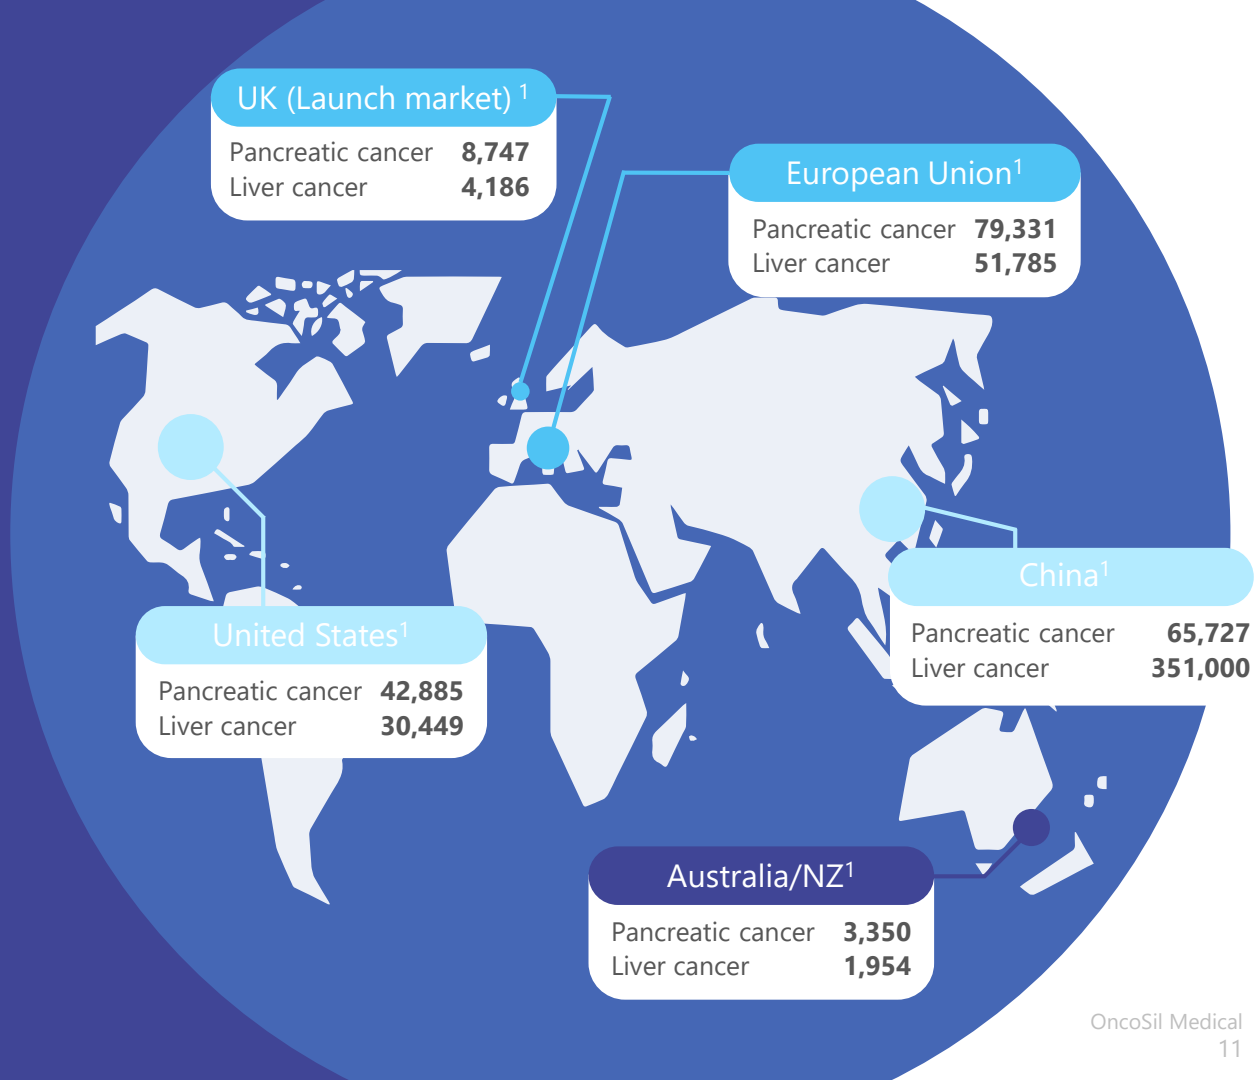 UK (Launch market) 1
Pancreatic cancer 8,747
Liver cancer 4,186
European Union1
Pancreatic cancer 79,331
Liver cancer 51,785
United States1
Pancreatic cancer 42,885
Liver cancer 30,449
China1
Pancreatic cancer 65,727
Liver cancer 351,000
Australia/NZ1
Pancreatic cancer 3,350
Liver cancer 1,954
OncoSil Medical
11